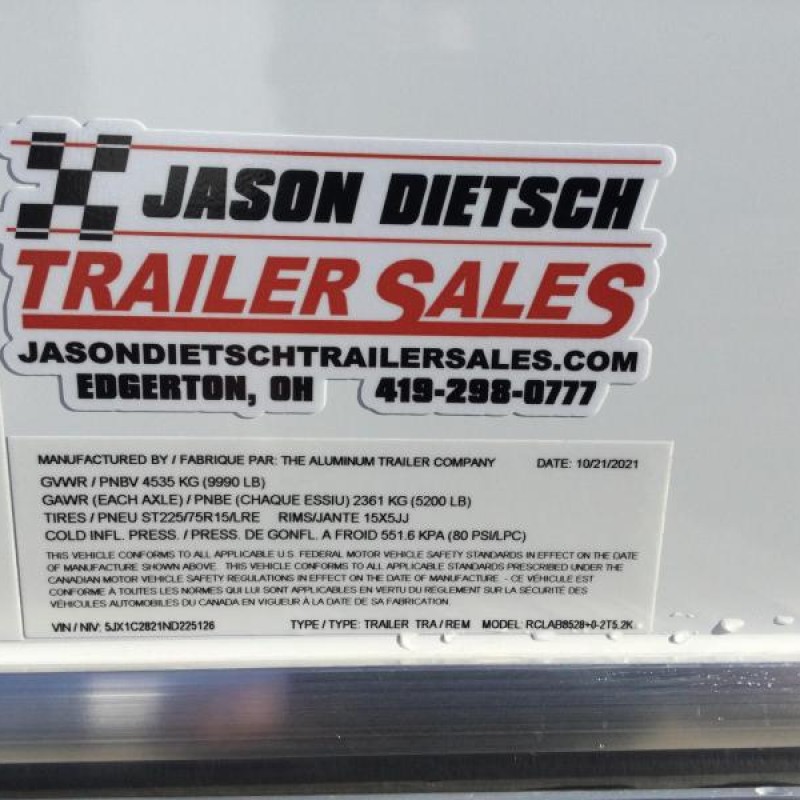 JASON DIETSCH
TRAILER SALES
JASONDIETSCHTRAILERSALES.COM
EDGERTON, OH 419-298-0777
MANUFACTURED BY / FABRIQUE PAR: THE ALUMINUM TRAILER COMPANY DATE: 10/21/2021
GVWR / PNBV 4535 KG (9990 LB)
GAWR (EACH AXLE) / PNBE (CHAQUE ESSIU) 2361 KG (5200 LB)
TIRES / PNEU ST225/75R15/LRE RIMS/JANTE 15X5JJ
COLD INFL. PRESS. / PRESS. DE GONFL. A FROID 551.6 KPA (80 PSI/LPC)
THIS VEHICLE CONFORMS TO ALL APPLICABLE U.S. FEDERAL MOTOR VEHICLE SAFETY STANDARDS IN EFFECT ON THE DATE
OF MANUFACTURE SHOWN ABOVE. THIS VEHICLE CONFORMS TO ALL APPLICABLE STANDARDS PRESCRIBED UNDER THE
CANADIAN MOTOR VEHICLE SAFETY REGULATIONS IN EFFECT ON THE DATE OF MANUFACTURE - CE VÉHICULE EST
CONFORME À TOUTES LES NORMES QUI LUI SONT APPLICABLES EN VERTU DU RÈGLEMENT SUR LA SÉCURITÉ DES
VÉHICULES AUTOMOBILES DU CANADA EN VIGUEUR À LA DATE DE SA FABRICATION.
VIN / NIV: 5JX1C2821ND225126 TYPE / TYPE: TRAILER TRA / REM MODEL: RCLAB8528+0-2T5.2K